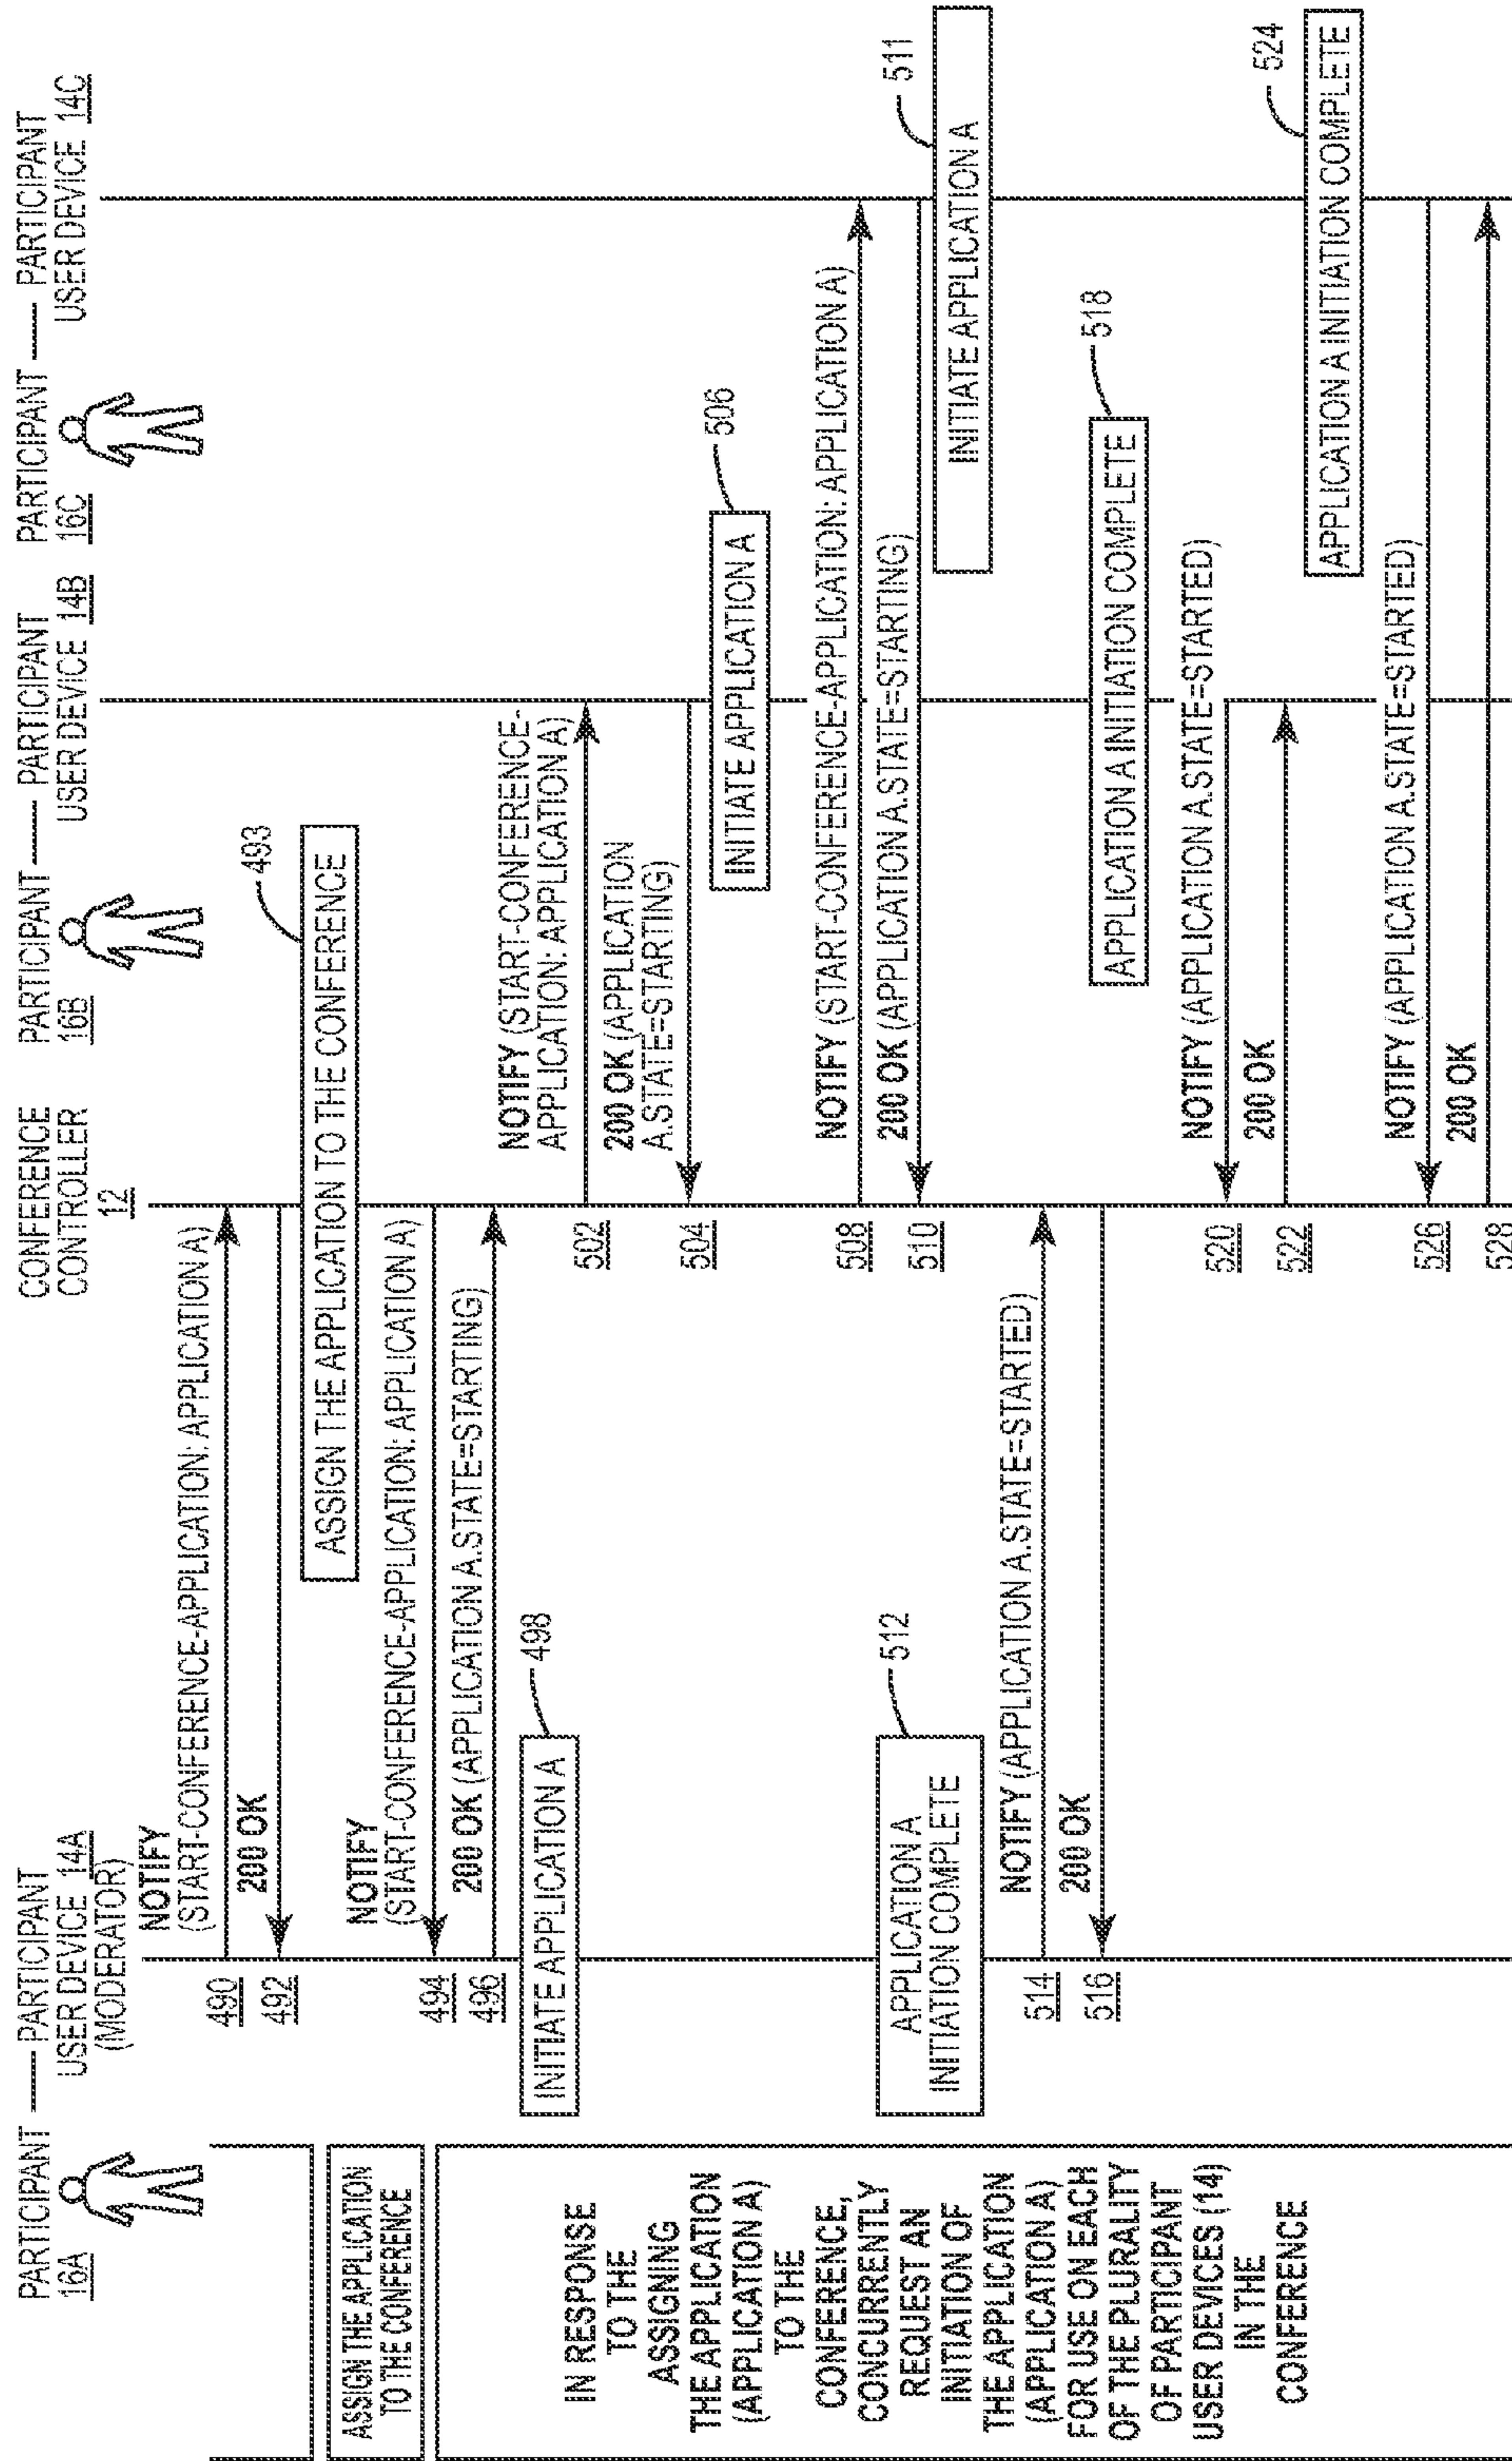 PARTICIPANT
16A
PARTICIPANT
USER DEVICE 14A
(MODERATOR)
CONFERENCE
CONTROLLER
12
PARTICIPANT
16B
PARTICIPANT
USER DEVICE 14B
PARTICIPANT
16C
PARTICIPANT
USER DEVICE 14C
NOTIFY
(START-CONFERENCE-APPLICATION: APPLICATION A)
490
200 OK
492
493
ASSIGN THE APPLICATION TO THE CONFERENCE
ASSIGN THE APPLICATION
TO THE CONFERENCE
NOTIFY
(START-CONFERENCE-APPLICATION: APPLICATION A)
494
200 OK (APPLICATION A.STATE=STARTING)
496
INITIATE APPLICATION A
498
NOTIFY (START-CONFERENCE-
APPLICATION: APPLICATION A)
502
200 OK (APPLICATION
A.STATE=STARTING)
504
INITIATE APPLICATION A
506
NOTIFY (START-CONFERENCE-APPLICATION: APPLICATION A)
508
200 OK (APPLICATION A.STATE=STARTING)
510
INITIATE APPLICATION A
511
APPLICATION A
INITIATION COMPLETE
512
NOTIFY (APPLICATION A.STATE=STARTED)
514
200 OK
516
APPLICATION A INITIATION COMPLETE
518
NOTIFY (APPLICATION A.STATE=STARTED)
520
200 OK
522
APPLICATION A INITIATION COMPLETE
524
NOTIFY (APPLICATION A.STATE=STARTED)
526
200 OK
528
IN RESPONSE
TO THE
ASSIGNING
THE APPLICATION
(APPLICATION A)
TO THE
CONFERENCE,
CONCURRENTLY
REQUEST AN
INITIATION OF
THE APPLICATION
(APPLICATION A)
FOR USE ON EACH
OF THE PLURALITY
OF PARTICIPANT
USER DEVICES (14)
IN THE
CONFERENCE